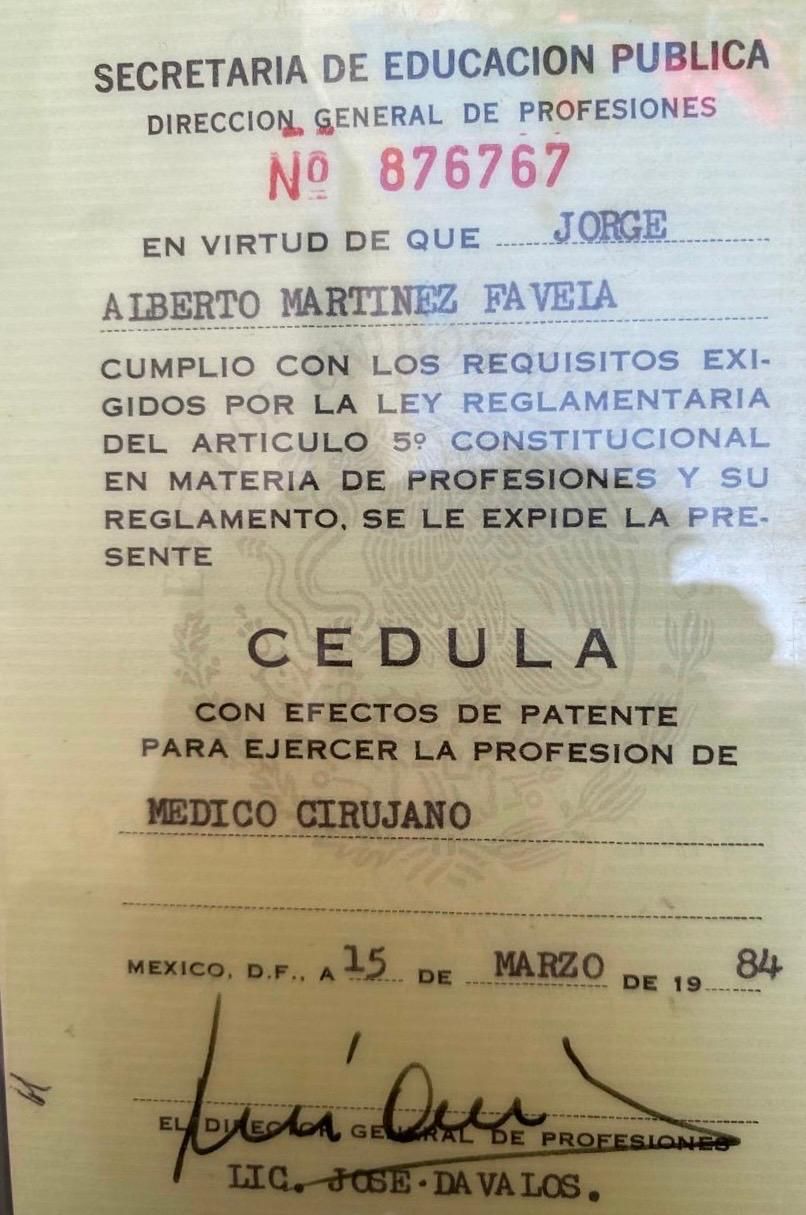 SECRETARIA DE EDUCACION PUBLICA
DIRECCION GENERAL DE PROFESIONES
Nº 876767
EN VIRTUD DE QUE JORGE
ALBERTO MARTINEZ FAVELA
CUMPLIO CON LOS REQUISITOS EXI-
GIDOS POR LA LEY REGLAMENTARIA
DEL ARTICULO 5º CONSTITUCIONAL
EN MATERIA DE PROFESIONES Y SU
REGLAMENTO, SE LE EXPIDE LA PRE-
SENTE
CEDULA
CON EFECTOS DE PATENTE
PARA EJERCER LA PROFESION DE
MEDICO CIRUJANO
MEXICO, D.F., A 15 DE MARZO DE 19 84
EL DIRECTOR GENERAL DE PROFESIONES
LIC. JOSE DAVALOS.